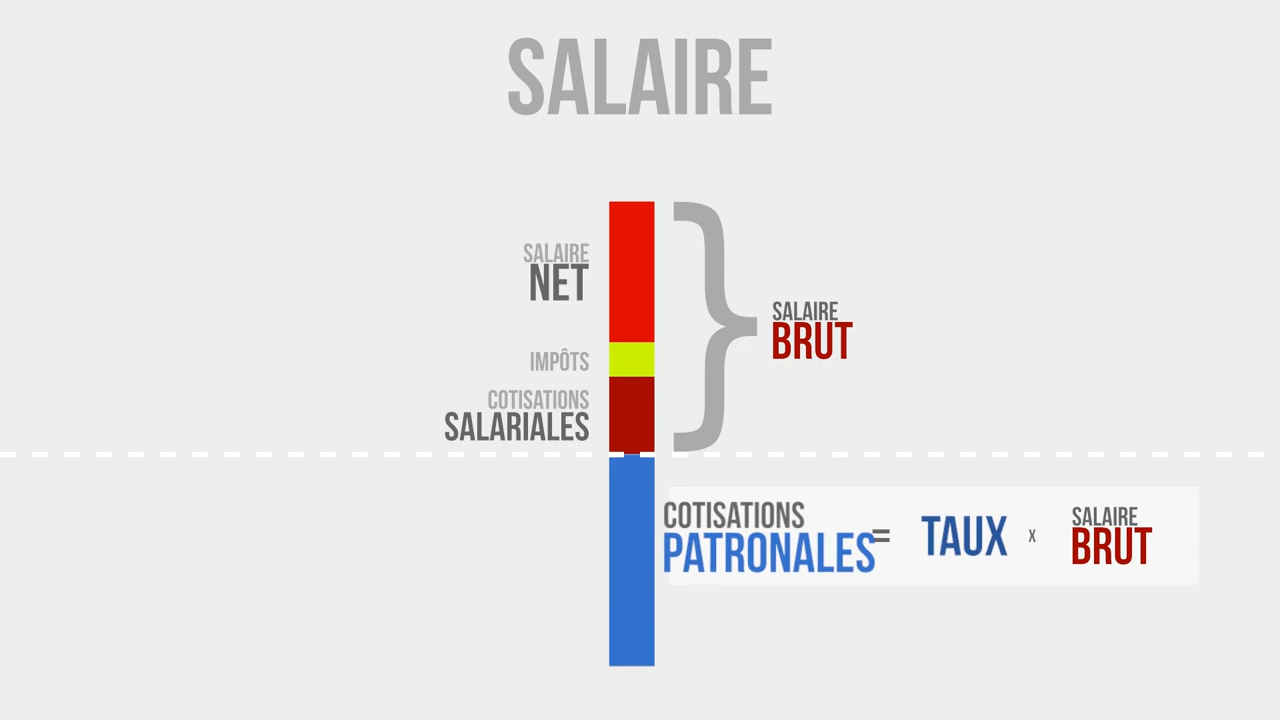 SALAIRE
SALAIRE
NET
IMPÔTS
COTISATIONS
SALARIALES
SALAIRE
BRUT
COTISATIONS
PATRONALES = TAUX x SALAIRE
BRUT